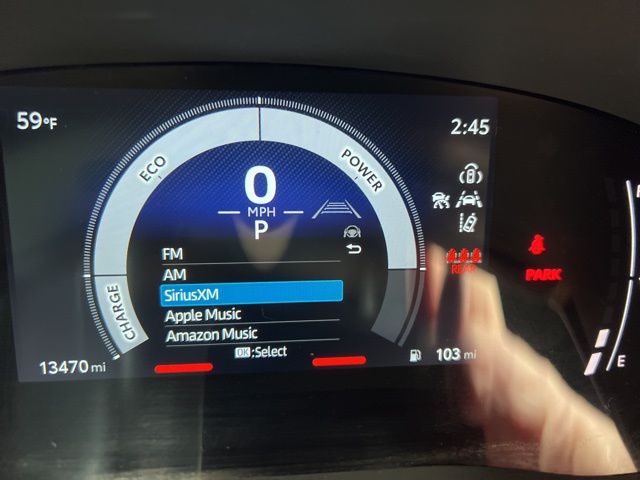 59°F
2:45
ECO
POWER
CHARGE
0
MPH
P
FM
AM
SiriusXM
Apple Music
Amazon Music
OK:Select
REAR
PARK
13470 mi
103 mi
E